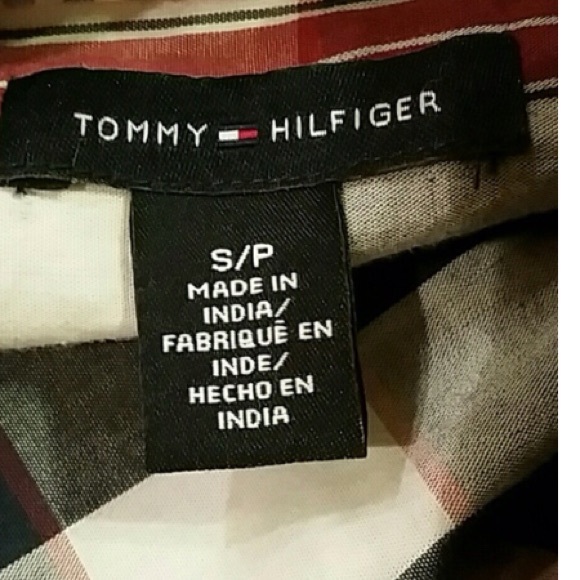 TOMMY HILFIGER
S/P
MADE IN
INDIA/
FABRIQUÉ EN
INDE/
HECHO EN
INDIA